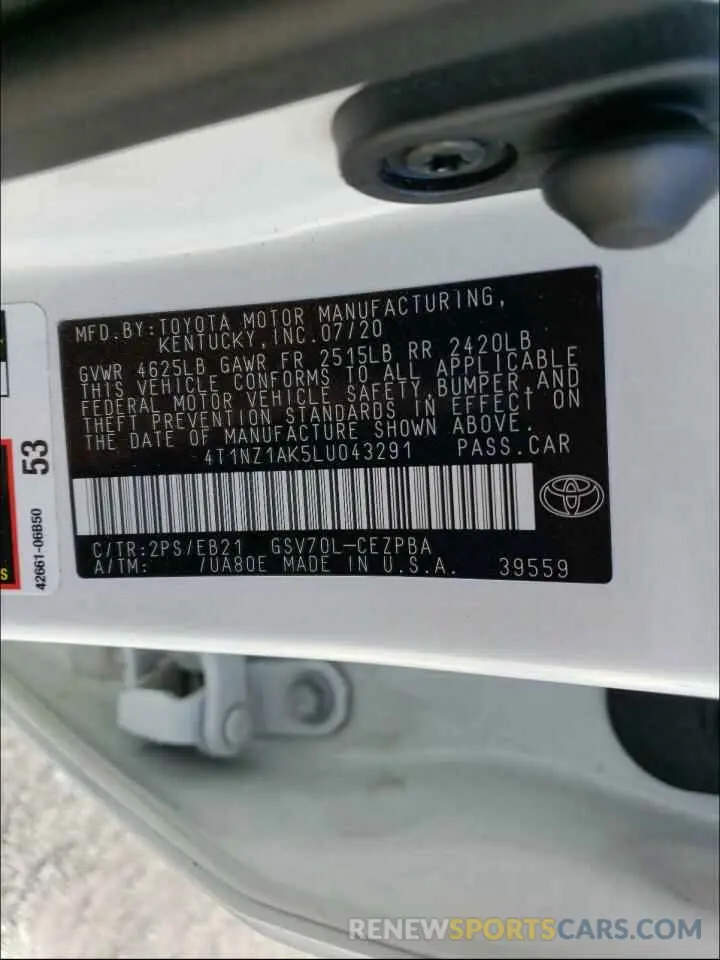 MFD.BY:TOYOTA MOTOR MANUFACTURING,
KENTUCKY, INC.07/20
GVWR 4625LB GAWR FR 2515LB RR 2420LB
THIS VEHICLE CONFORMS TO ALL APPLICABLE
FEDERAL MOTOR VEHICLE SAFETY,BUMPER,AND
THEFT PREVENTION STANDARDS IN EFFECT ON
THE DATE OF MANUFACTURE SHOWN ABOVE.
4T1NZ1AK5LU043291 PASS.CAR
C/TR:2PS/EB21 GSV70L-CEZPBA
A/TM: /UA80E MADE IN U.S.A. 39559
53
42661-06B50
S
RENEWSPORTSCARS.COM